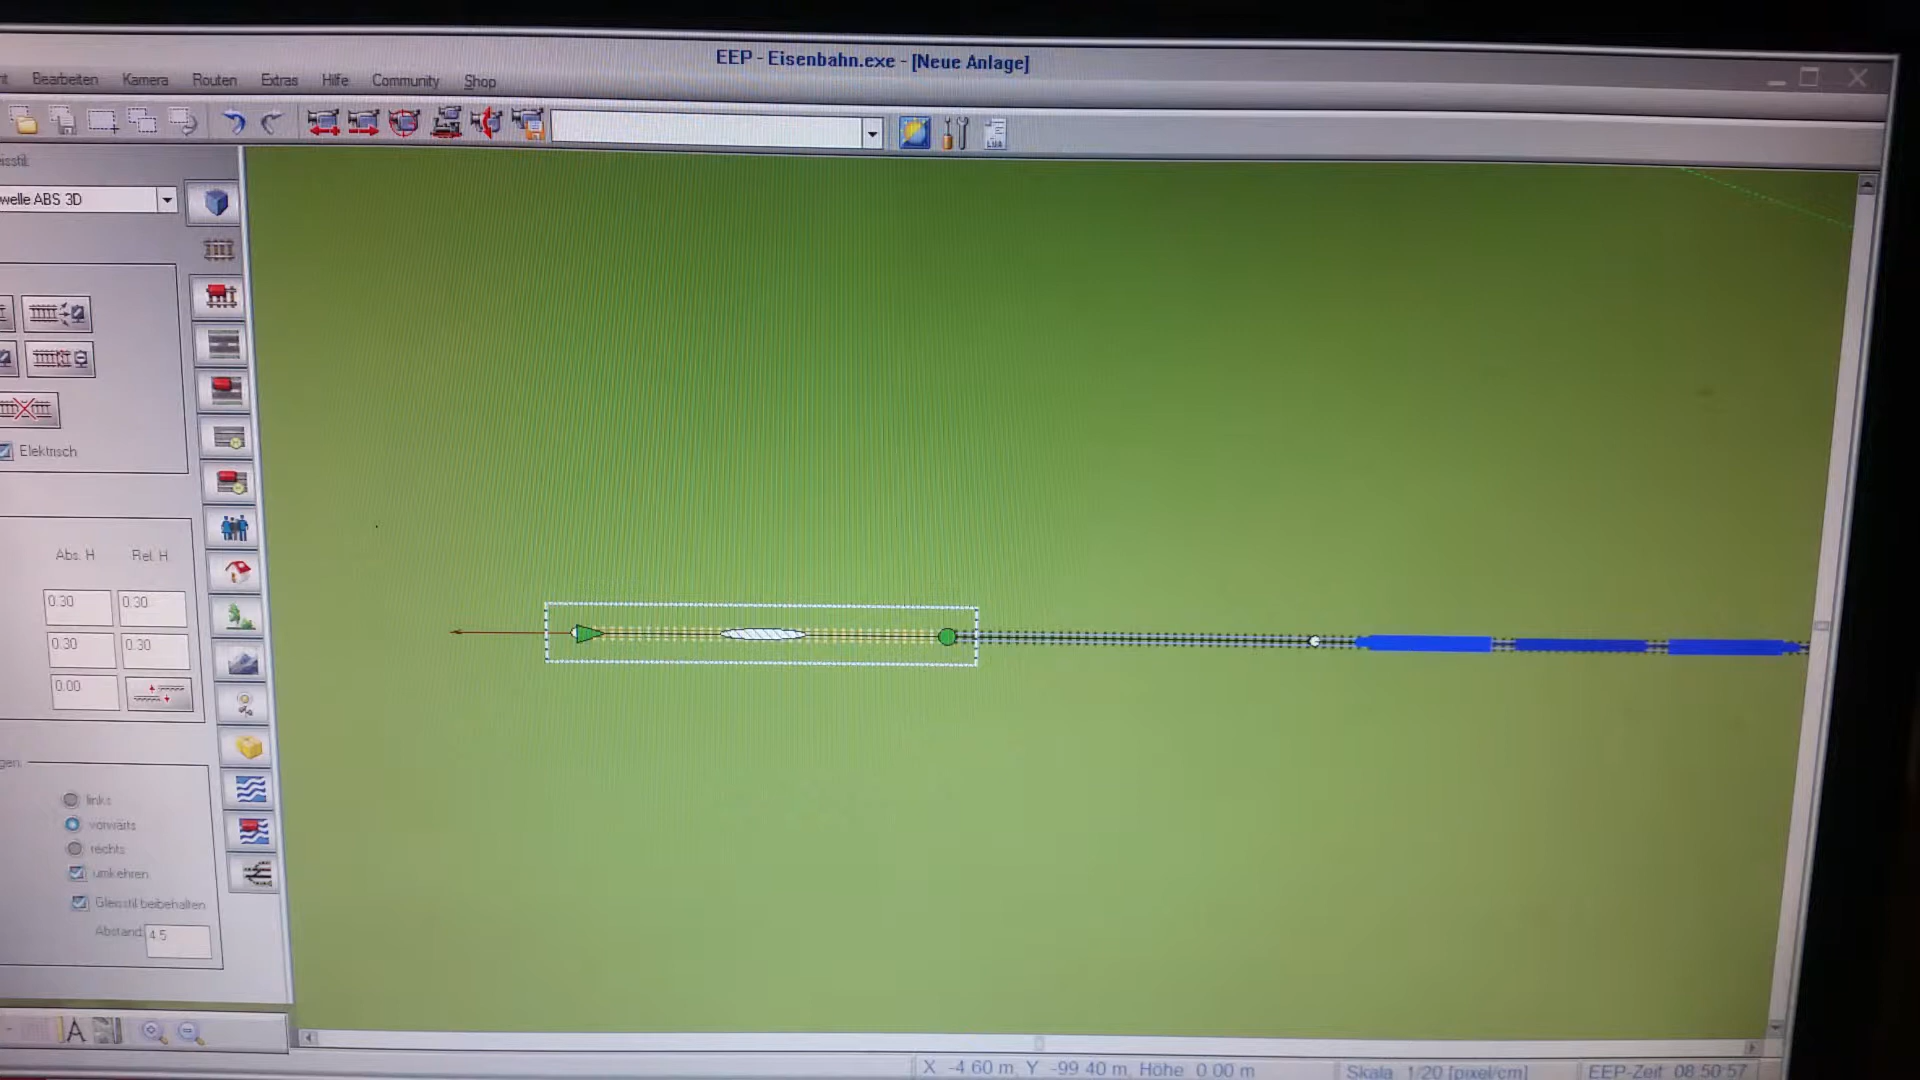 EEP - Eisenbahn.exe - [Neue Anlage]
Bearbeiten Kamera Routen Extras Hilfe Community Shop
LUA
welle ABS 3D
Elektrisch
Abs. H Rel. H
0.30 0.30
0.30 0.30
0.00
links
vorwärts
rechts
umkehren
Gleisstil beibehalten
Abstand: 4.5
A
X -4.60 m, Y -99.40 m, Höhe 0.00 m
Skala 1/20 [pixel/cm]
EEP-Zeit 08:50:57